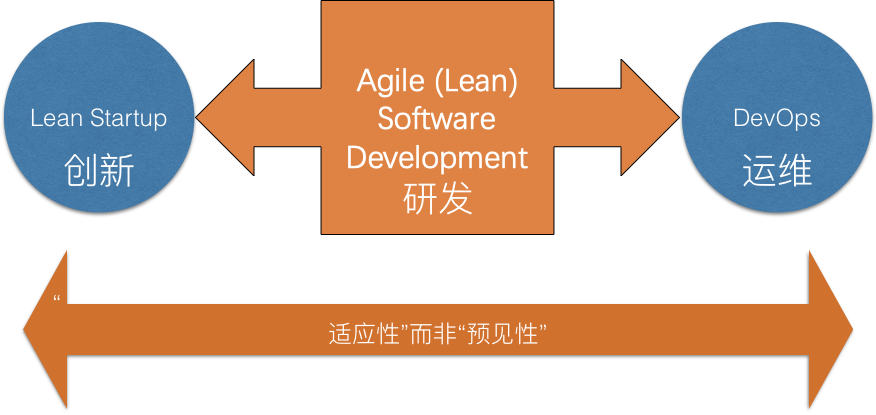 Lean Startup
创新
Agile (Lean)
Software
Development
研发
DevOps
运维
“
适应性”而非“预见性”